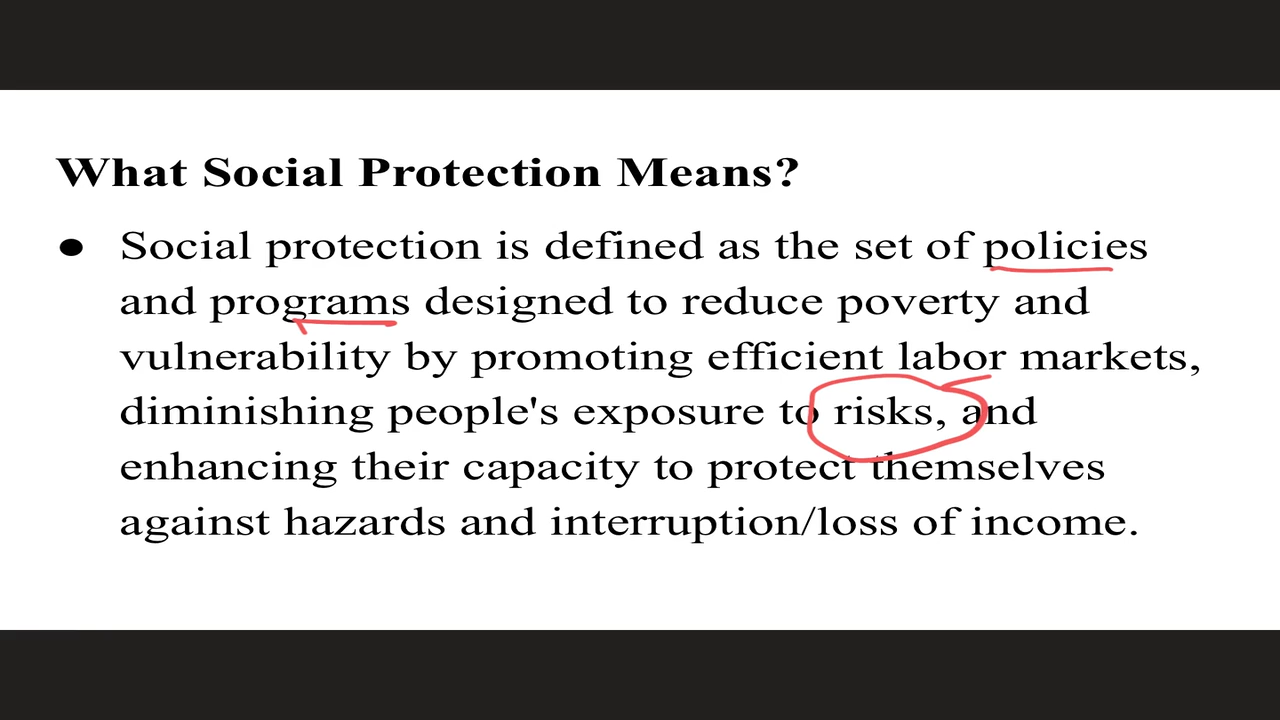 What Social Protection Means?
● Social protection is defined as the set of policies
and programs designed to reduce poverty and
vulnerability by promoting efficient labor markets,
diminishing people's exposure to risks, and
enhancing their capacity to protect themselves
against hazards and interruption/loss of income.